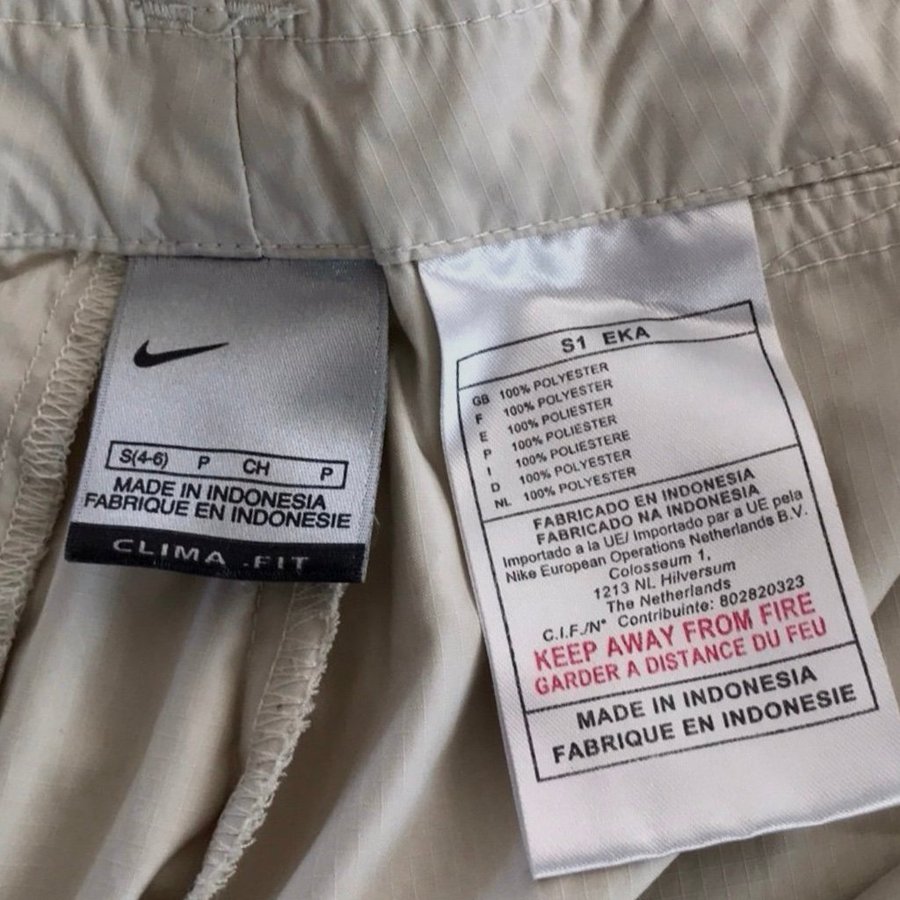 S(4-6) P CH P
MADE IN INDONESIA
FABRIQUE EN INDONESIE
CLIMA .FIT
S1 EKA
GB 100% POLYESTER
F 100% POLYESTER
E 100% POLIESTER
P 100% POLIESTER
I 100% POLIESTERE
D 100% POLYESTER
NL 100% POLYESTER
FABRICADO EN INDONESIA
FABRICADO NA INDONESIA
Importado a la UE/ Importado par a UE pela
Nike European Operations Netherlands B.V.
Colosseum 1,
1213 NL Hilversum
The Netherlands
C.I.F./N° Contribuinte: 802820323
KEEP AWAY FROM FIRE
GARDER A DISTANCE DU FEU
MADE IN INDONESIA
FABRIQUE EN INDONESIE